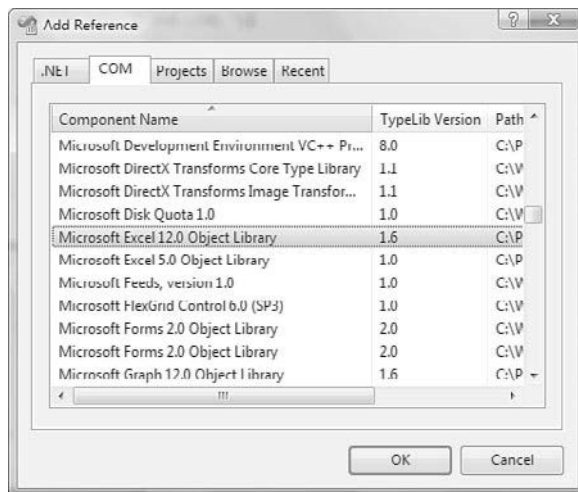 Add Reference
.NET COM Projects Browse Recent
Component Name TypeLib Version Path
Microsoft Development Environment VC++ Pr... 8.0 C:\P
Microsoft DirectX Transforms Core Type Library 1.1 C:\W
Microsoft DirectX Transforms Image Transfor... 1.1 C:\W
Microsoft Disk Quota 1.0 1.0 C:\W
Microsoft Excel 12.0 Object Library 1.6 C:\P
Microsoft Excel 5.0 Object Library 1.0 C:\P
Microsoft Feeds, version 1.0 1.0 C:\W
Microsoft FlexGrid Control 6.0 (SP3) 1.0 C:\W
Microsoft Forms 2.0 Object Library 2.0 C:\W
Microsoft Forms 2.0 Object Library 2.0 C:\W
Microsoft Graph 12.0 Object Library 1.6 C:\P
OK Cancel